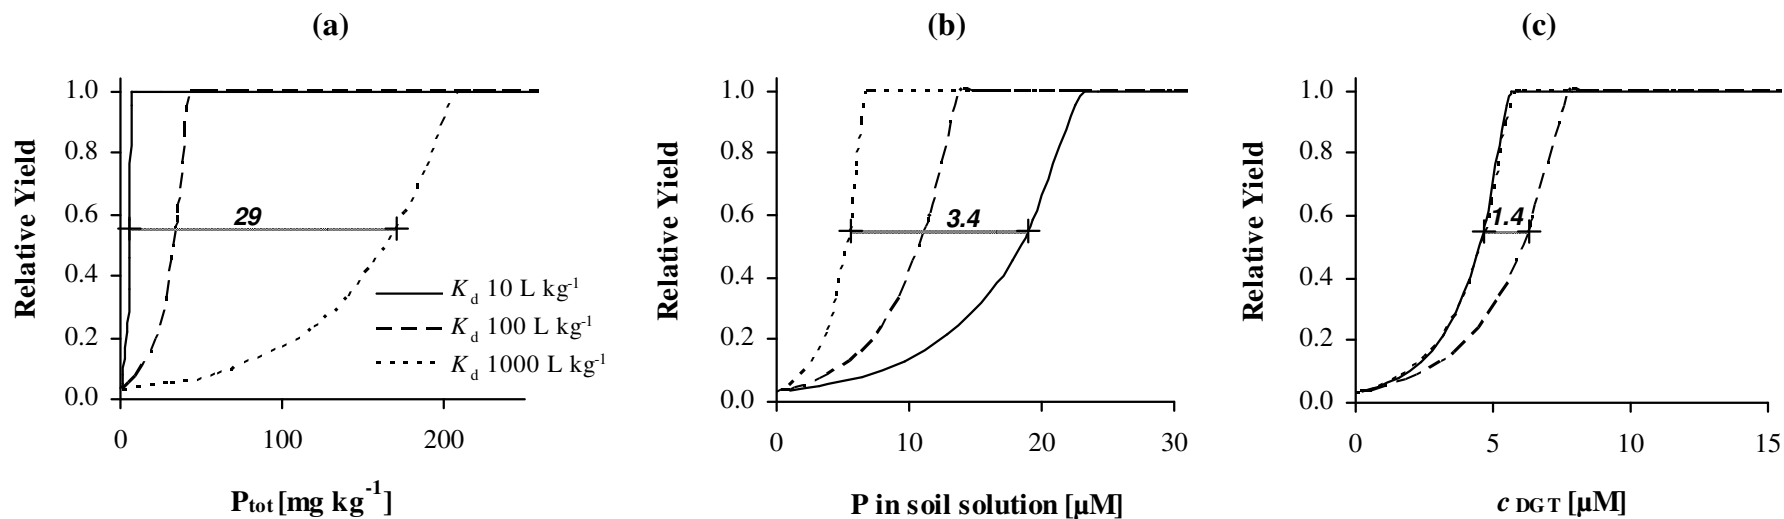 (a)
Relative Yield
1.0
0.8
0.6
0.4
0.2
0.0
29
K_d 10 L kg⁻¹
K_d 100 L kg⁻¹
K_d 1000 L kg⁻¹
0 100 200
P_tot [mg kg⁻¹]
(b)
Relative Yield
1.0
0.8
0.6
0.4
0.2
0.0
3.4
0 10 20 30
P in soil solution [µM]
(c)
Relative Yield
1.0
0.8
0.6
0.4
0.2
0.0
1.4
0 5 10 15
c DGT [µM]